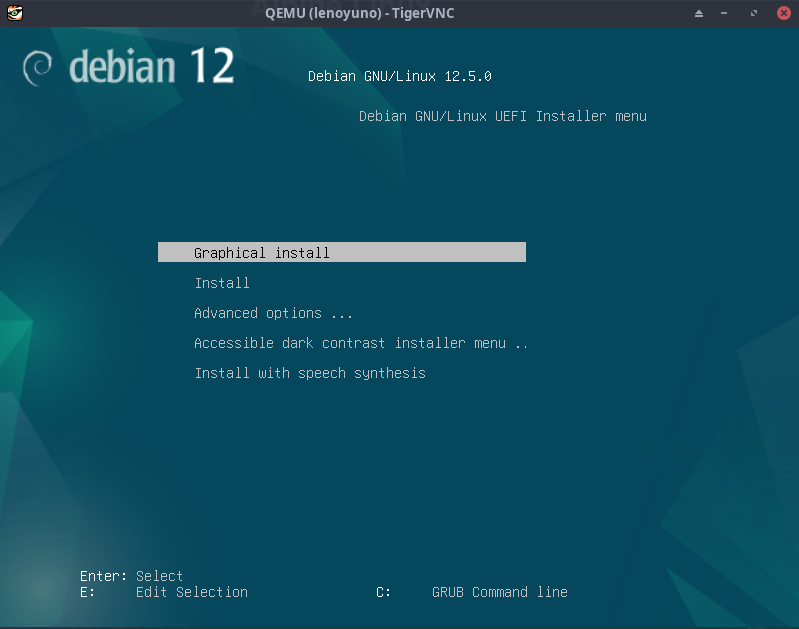 QEMU (lenoyuno) - TigerVNC
debian 12
Debian GNU/Linux 12.5.0
Debian GNU/Linux UEFI Installer menu
Graphical install
Install
Advanced options ...
Accessible dark contrast installer menu ..
Install with speech synthesis
Enter: Select
E: Edit Selection C: GRUB Command line